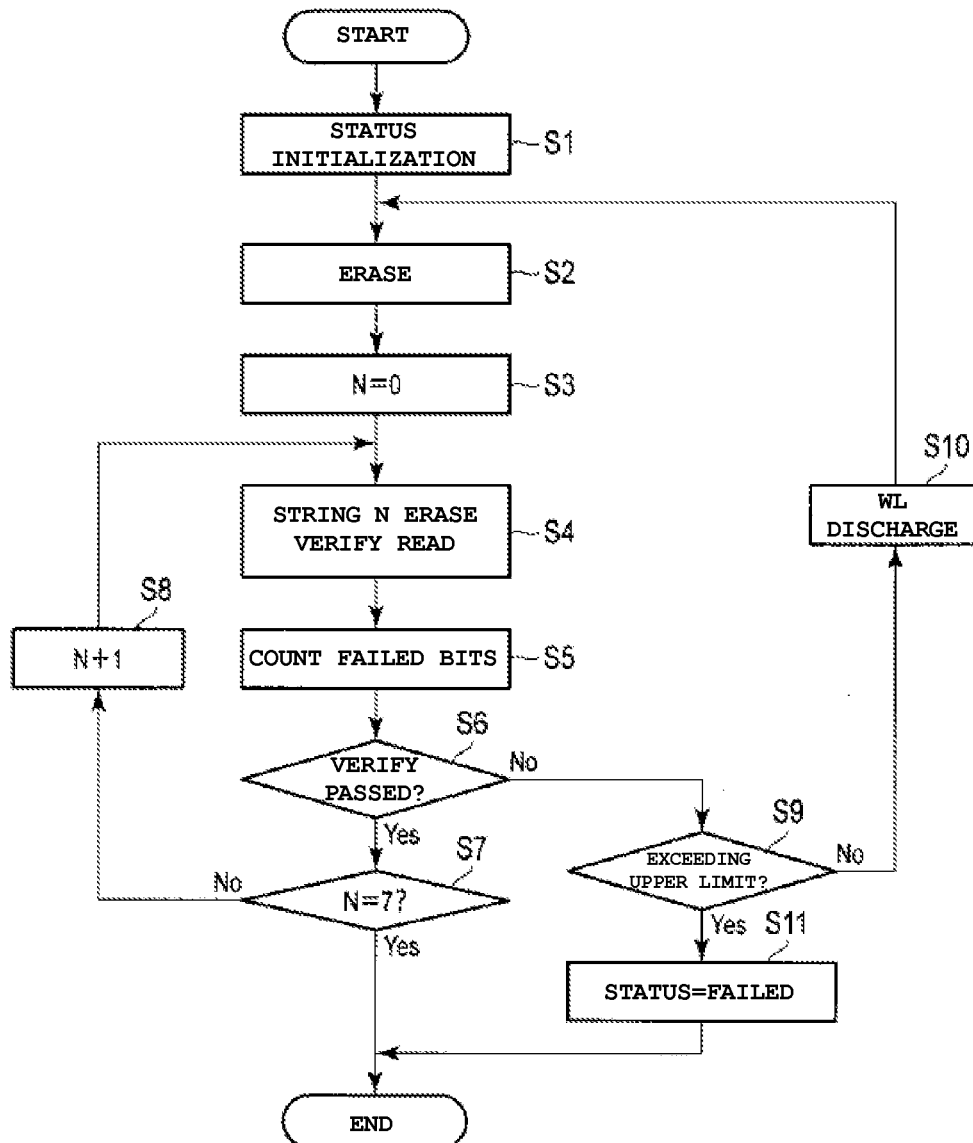 START
STATUS
INITIALIZATION
S1
ERASE
S2
N=0
S3
S10
WL
DISCHARGE
STRING N ERASE
VERIFY READ
S4
S8
N+1
COUNT FAILED BITS
S5
S6
VERIFY
PASSED?
No
Yes
S9
EXCEEDING
UPPER LIMIT?
No
Yes
S7
N=7?
No
Yes
S11
STATUS=FAILED
END